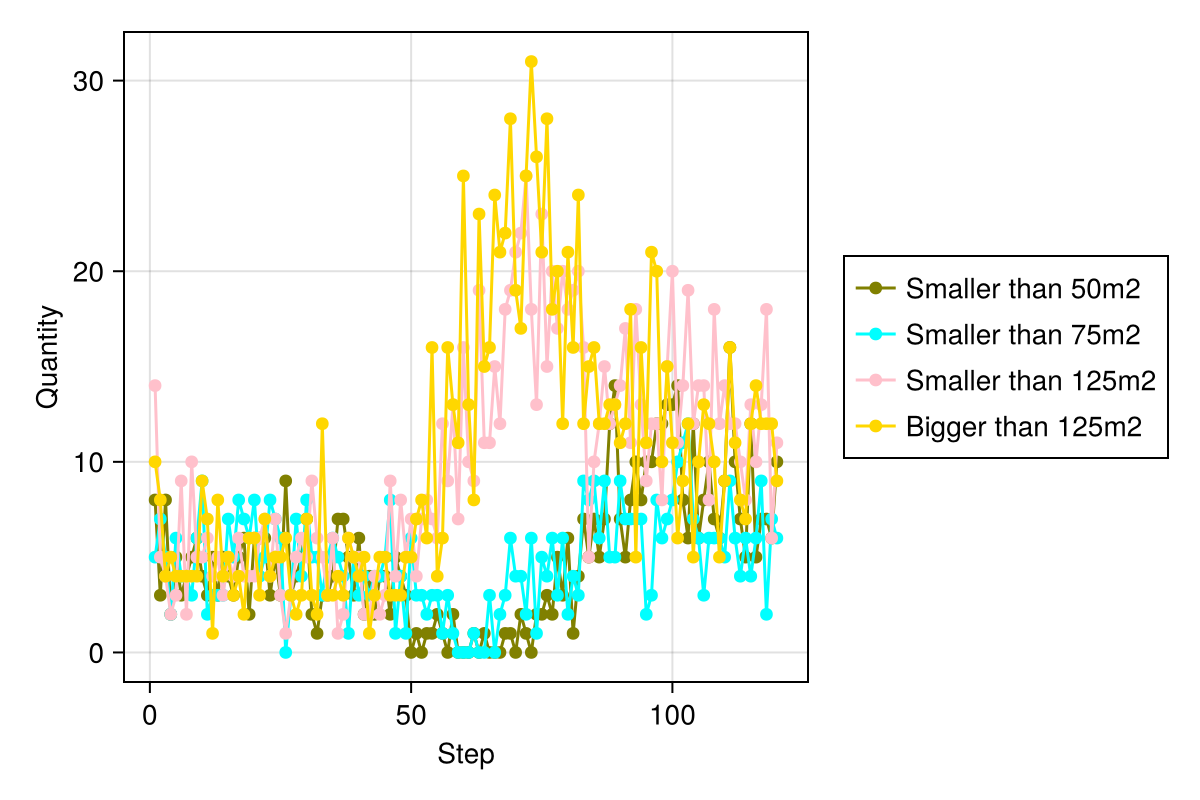 30
20
10
0
Quantity
0
50
100
Step
Smaller than 50m2
Smaller than 75m2
Smaller than 125m2
Bigger than 125m2